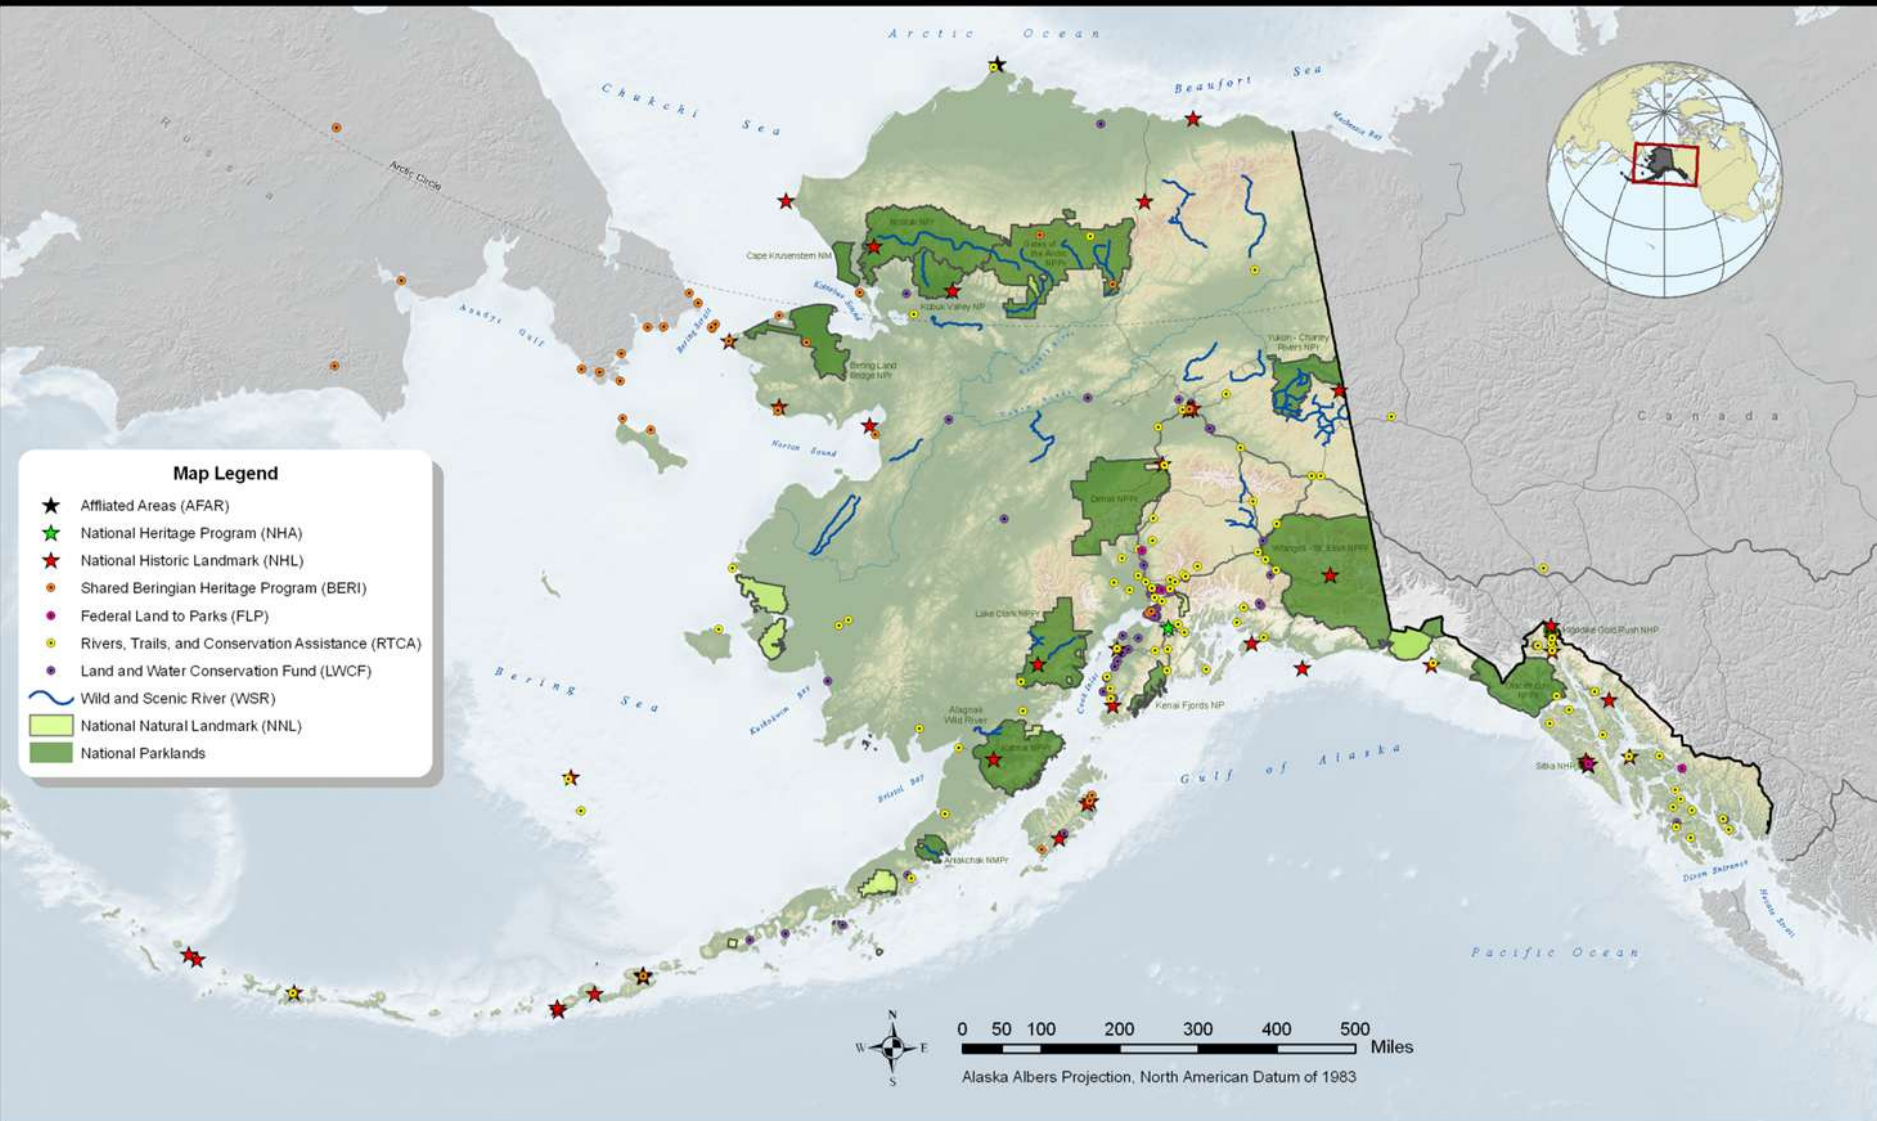 Arctic Ocean
Chukchi Sea
Beaufort Sea
Mackenzie Bay
Russia
Arctic Circle
Noatak NPr
Cape Krusenstern NM
Gates of
the Arctic
NPPr
Kotzebue Sound
Kobuk Valley NP
Anadyr Gulf
Bering Strait
Bering Land
Bridge NPr
Yukon - Charley
Rivers NPr
Canada
Norton Sound
Denali NPPr
Wrangell - St. Elias NPPr
Map Legend
Affliated Areas (AFAR)
National Heritage Program (NHA)
National Historic Landmark (NHL)
Shared Beringian Heritage Program (BERI)
Federal Land to Parks (FLP)
Rivers, Trails, and Conservation Assistance (RTCA)
Land and Water Conservation Fund (LWCF)
Wild and Scenic River (WSR)
National Natural Landmark (NNL)
National Parklands
Lake Clark NPPr
Klondike Gold Rush NHP
Bering Sea
Kuskokwim Bay
Cook Inlet
Kenai Fjords NP
Glacier Bay
NPPr
Alagnak
Wild River
Katmai NPPr
Bristol Bay
Gulf of Alaska
Sitka NHP
Aniakchak NMPr
Dixon Entrance
Hecate Strait
Pacific Ocean
N
W E
S
0 50 100 200 300 400 500
Miles
Alaska Albers Projection, North American Datum of 1983